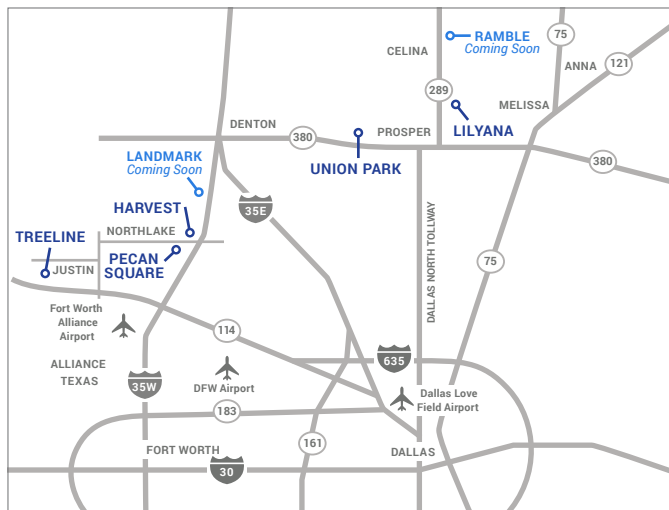 75
RAMBLE
Coming Soon
CELINA
ANNA
121
289
MELISSA
DENTON
380
PROSPER
LILYANA
LANDMARK
Coming Soon
UNION PARK
380
HARVEST
35E
TREELINE
NORTHLAKE
PECAN
SQUARE
JUSTIN
DALLAS NORTH TOLLWAY
75
Fort Worth
Alliance
Airport
114
635
ALLIANCE
TEXAS
35W
DFW Airport
Dallas Love
Field Airport
183
161
FORT WORTH
DALLAS
30